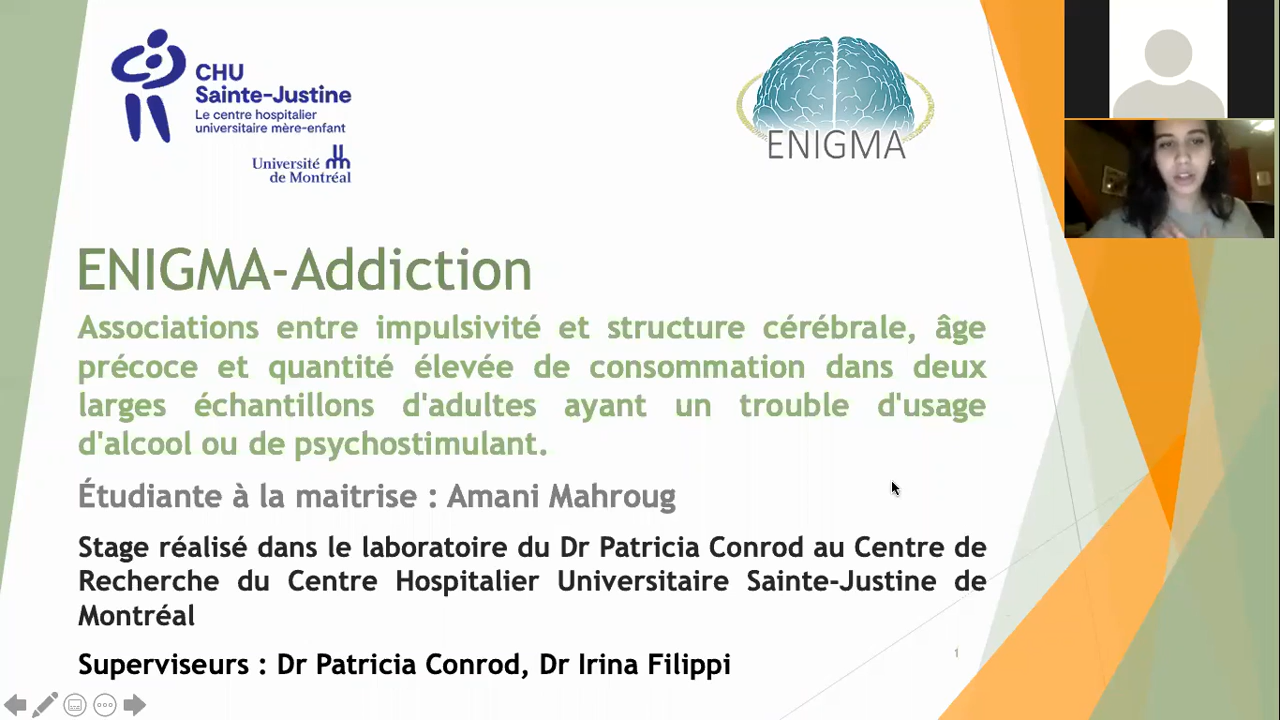 CHU
Sainte-Justine
Le centre hospitalier
universitaire mère-enfant
Université
de Montréal
ENIGMA
ENIGMA-Addiction
Associations entre impulsivité et structure cérébrale, âge
précoce et quantité élevée de consommation dans deux
larges échantillons d'adultes ayant un trouble d'usage
d'alcool ou de psychostimulant.
Étudiante à la maitrise : Amani Mahroug
Stage réalisé dans le laboratoire du Dr Patricia Conrod au Centre de
Recherche du Centre Hospitalier Universitaire Sainte-Justine de
Montréal
Superviseurs : Dr Patricia Conrod, Dr Irina Filippi
1